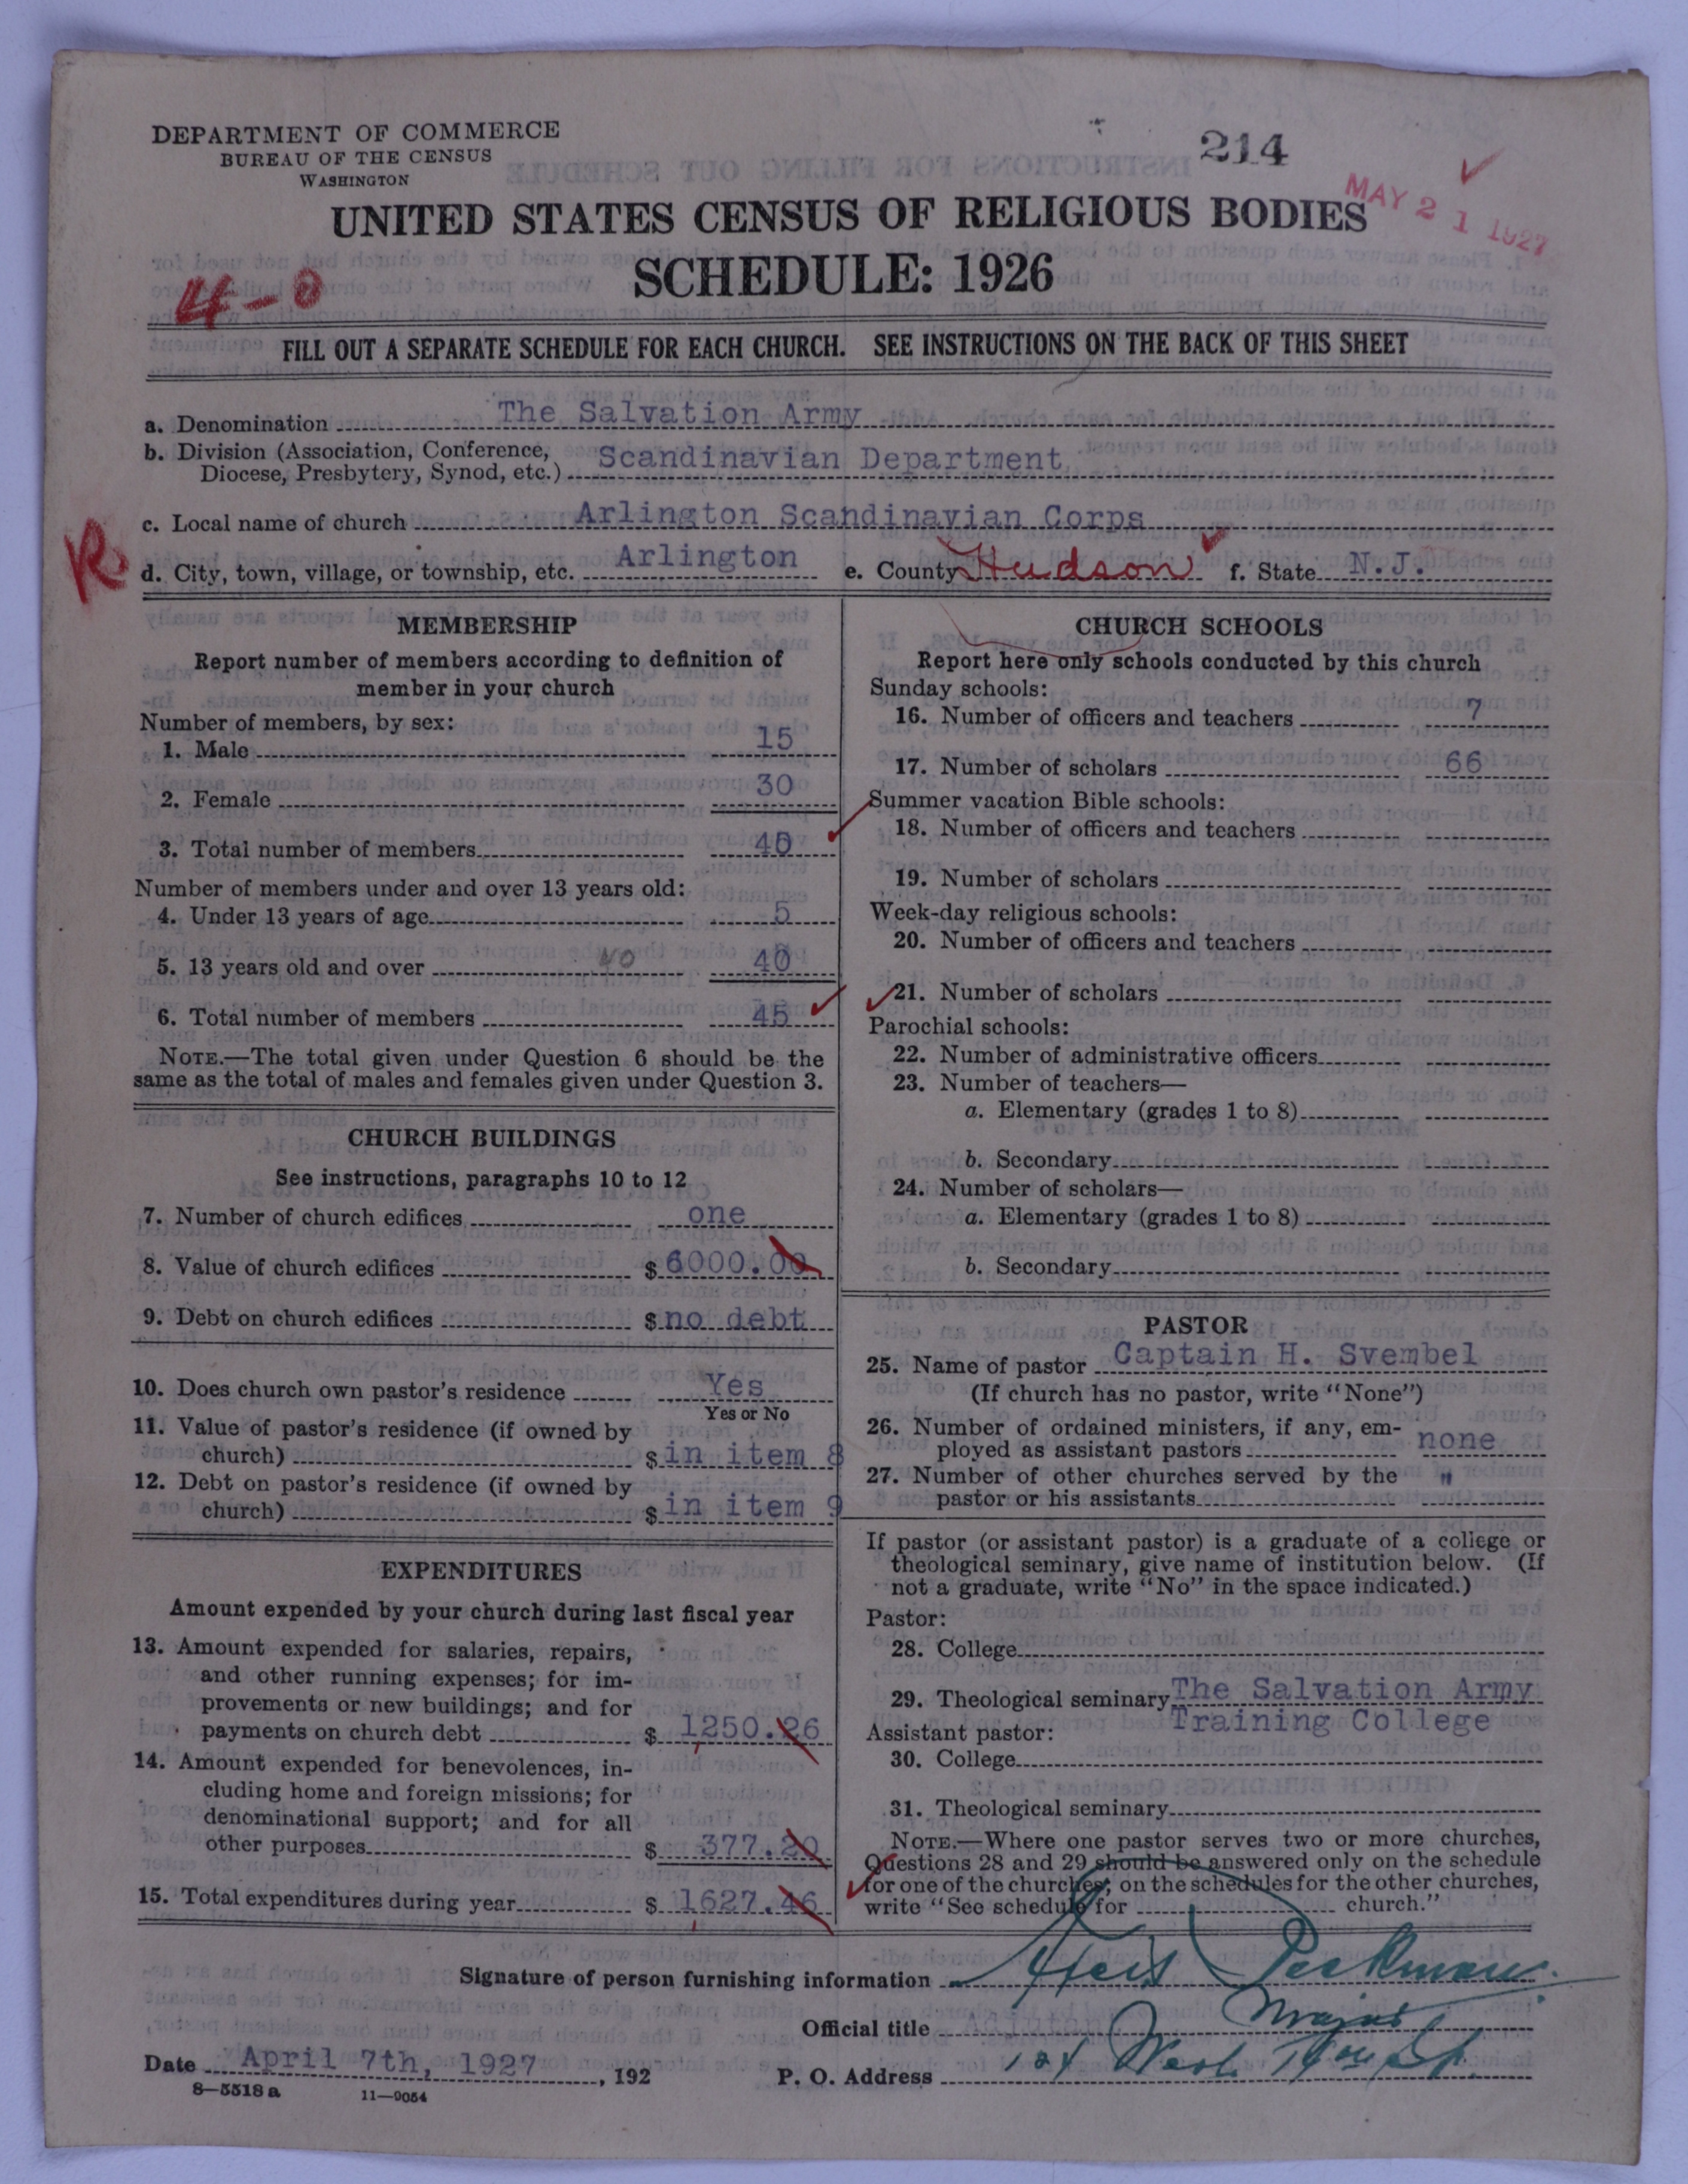 DEPARTMENT OF COMMERCE
BUREAU OF THE CENSUS
WASHINGTON
214
MAY 21 1927
UNITED STATES CENSUS OF RELIGIOUS BODIES
SCHEDULE: 1926
4-0
FILL OUT A SEPARATE SCHEDULE FOR EACH CHURCH. SEE INSTRUCTIONS ON THE BACK OF THIS SHEET
a. Denomination The Salvation Army
b. Division (Association, Conference,
Diocese, Presbytery, Synod, etc.) Scandinavian Department
c. Local name of church Arlington Scandinavian Corps
R
d. City, town, village, or township, etc. Arlington e. County Hudson f. State N.J.
MEMBERSHIP
Report number of members according to definition of
member in your church
Number of members, by sex:
1. Male 15
2. Female 30
3. Total number of members
Number of members under and over 13 years old:
4. Under 13 years of age 5
5. 13 years old and over 40 40
6. Total number of members 45
NOTE.—The total given under Question 6 should be the
same as the total of males and females given under Question 3.
CHURCH BUILDINGS
See instructions, paragraphs 10 to 12
7. Number of church edifices one
8. Value of church edifices $ 6000.00
9. Debt on church edifices $ no debt
10. Does church own pastor's residence Yes
Yes or No
11. Value of pastor's residence (if owned by
church) $ in item 8
12. Debt on pastor's residence (if owned by
church) $ in item 9
EXPENDITURES
Amount expended by your church during last fiscal year
13. Amount expended for salaries, repairs,
and other running expenses; for im-
provements or new buildings; and for
payments on church debt $ 1250.26
14. Amount expended for benevolences, in-
cluding home and foreign missions; for
denominational support; and for all
other purposes $ 377.20
15. Total expenditures during year $ 1627.46
CHURCH SCHOOLS
Report here only schools conducted by this church
Sunday schools:
16. Number of officers and teachers 7
17. Number of scholars 66
Summer vacation Bible schools:
18. Number of officers and teachers
19. Number of scholars
Week-day religious schools:
20. Number of officers and teachers
21. Number of scholars
Parochial schools:
22. Number of administrative officers
23. Number of teachers—
a. Elementary (grades 1 to 8)
b. Secondary
24. Number of scholars—
a. Elementary (grades 1 to 8)
b. Secondary
PASTOR
25. Name of pastor Captain H. Svembel
(If church has no pastor, write "None")
26. Number of ordained ministers, if any, em-
ployed as assistant pastors none
27. Number of other churches served by the
pastor or his assistants "
If pastor (or assistant pastor) is a graduate of a college or
theological seminary, give name of institution below. (If
not a graduate, write "No" in the space indicated.)
Pastor:
28. College
29. Theological seminary The Salvation Army
Training College
Assistant pastor:
30. College
31. Theological seminary
NOTE.—Where one pastor serves two or more churches,
Questions 28 and 29 should be answered only on the schedule
for one of the churches; on the schedules for the other churches,
write "See schedule for church."
Signature of person furnishing information
Official title Adjutant Major
Date April 7th, 1927, 192
P. O. Address West St.
8-5518 a 11-9054